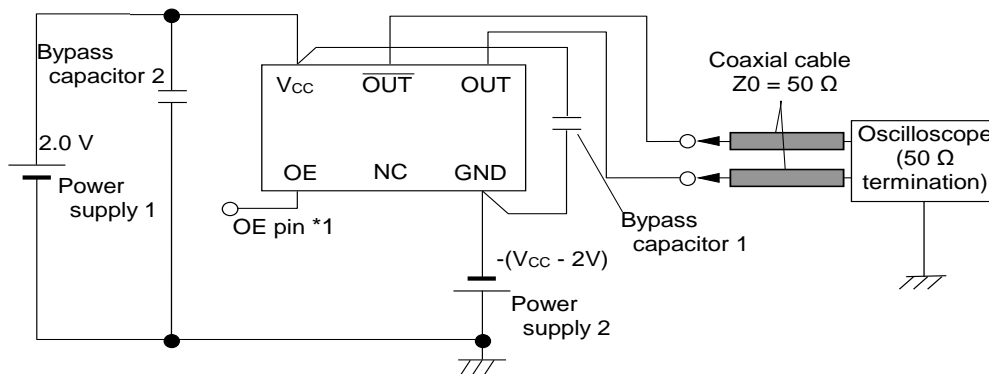 Bypass
capacitor 2
VCC
OUT
OUT
Coaxial cable
Z0 = 50 Ω
2.0 V
Power
supply 1
OE
NC
GND
Oscilloscope
(50 Ω
termination)
OE pin *1
Bypass
capacitor 1
-(VCC - 2V)
Power
supply 2